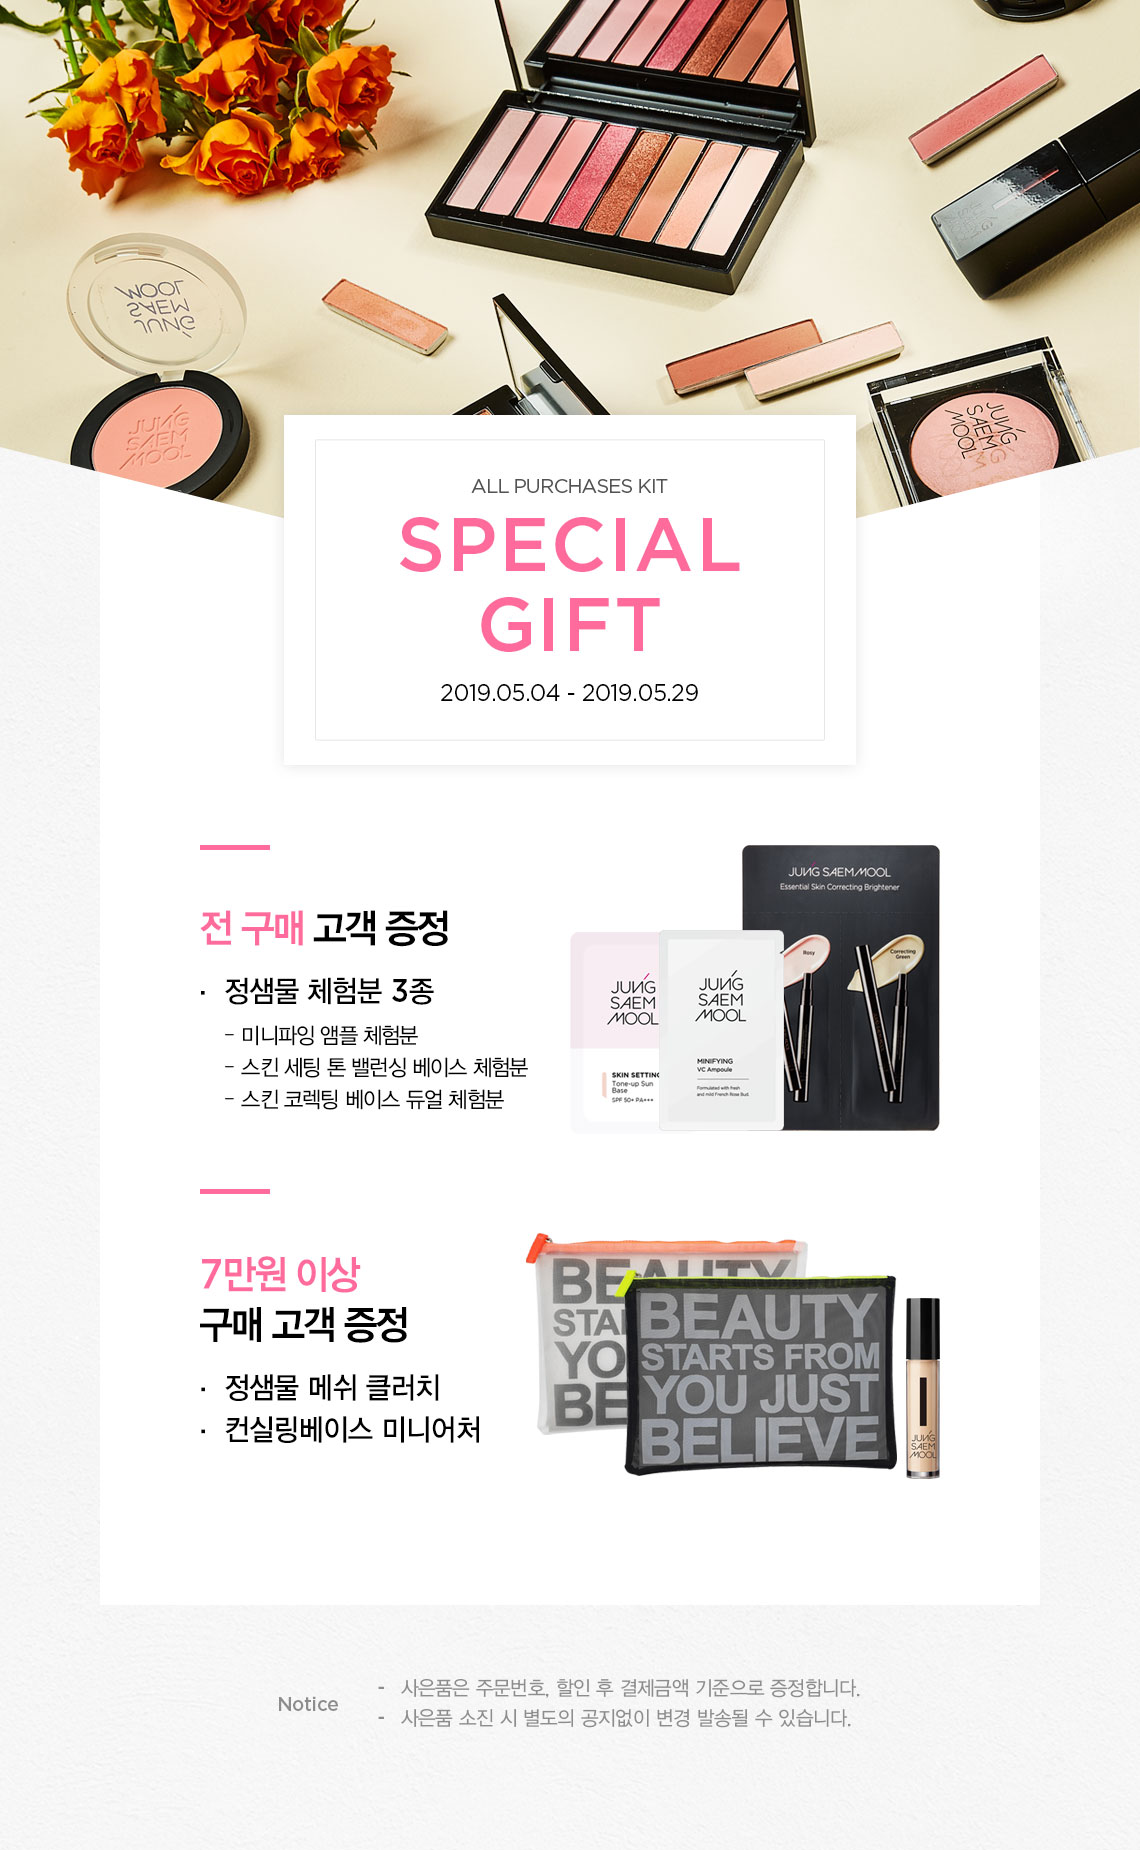 JUNG
SAEM
MOOL
JUNG
SAEM
MOOL
JUNG
SAEM
MOOL
ALL PURCHASES KIT
SPECIAL
GIFT
2019.05.04 - 2019.05.29
전 구매 고객 증정
· 정샘물 체험분 3종
- 미니파잉 앰플 체험분
- 스킨 세팅 톤 밸런싱 베이스 체험분
- 스킨 코렉팅 베이스 듀얼 체험분
JUNG SAEM MOOL
Essential Skin Correcting Brightener
Rosy
Correcting
Green
JUNG
SAEM
MOOL
SKIN SETTING
Tone-up Sun
Base
SPF 50+ PA+++
JUNG
SAEM
MOOL
MINIFYING
VC Ampoule
Formulated with fresh
and mild French Rose Bud
7만원 이상
구매 고객 증정
· 정샘물 메쉬 클러치
· 컨실링베이스 미니어처
BEAUTY
STA
YO
BE
BEAUTY
STARTS FROM
YOU JUST
BELIEVE
JUNG
SAEM
MOOL
Notice
- 사은품은 주문번호, 할인 후 결제금액 기준으로 증정합니다.
- 사은품 소진 시 별도의 공지없이 변경 발송될 수 있습니다.